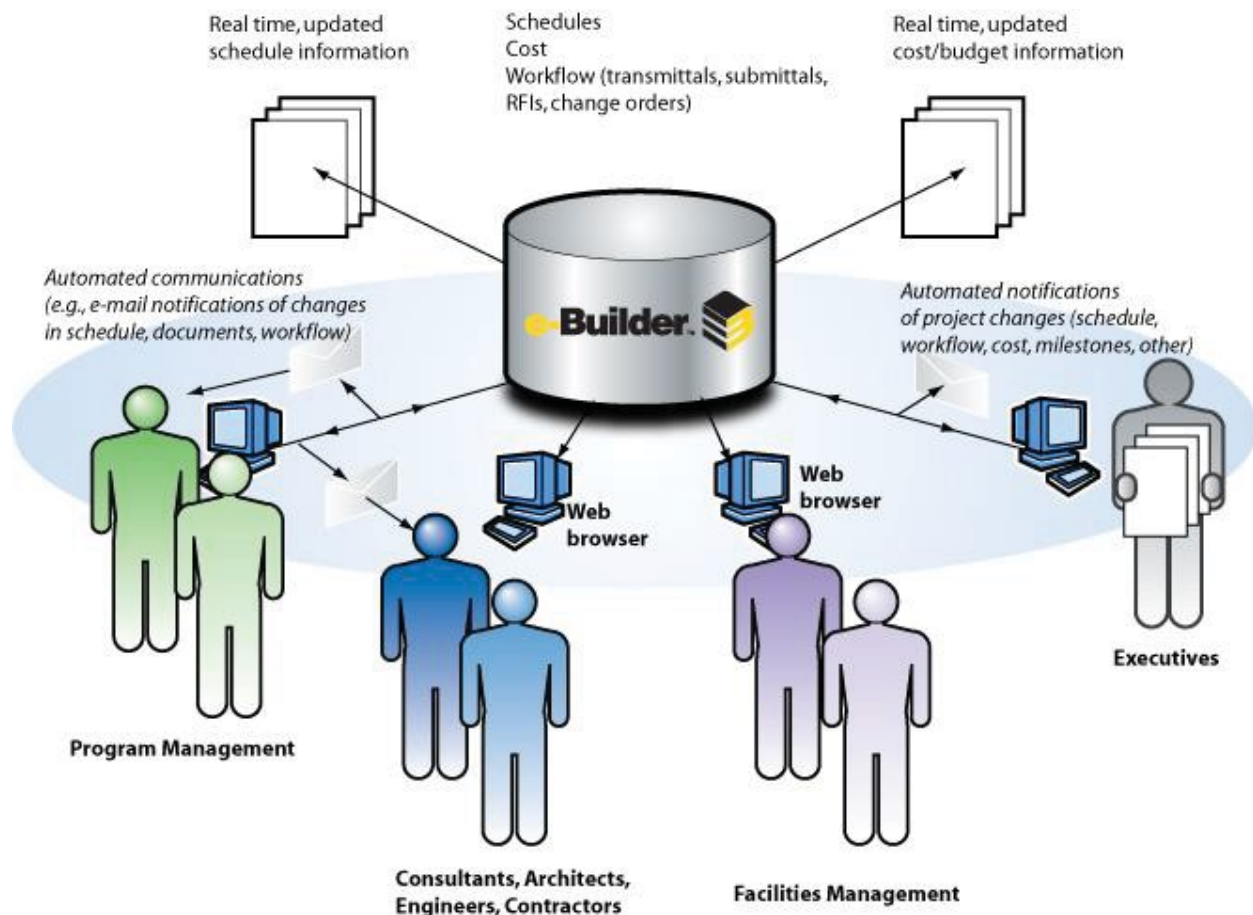 Real time, updated
schedule information
Schedules
Cost
Workflow (transmittals, submittals,
RFIs, change orders)
Real time, updated
cost/budget information
Automated communications
(e.g., e-mail notifications of changes
in schedule, documents, workflow)
e-Builder™
Automated notifications
of project changes (schedule,
workflow, cost, milestones, other)
Web
browser
Web
browser
Executives
Program Management
Consultants, Architects,
Engineers, Contractors
Facilities Management